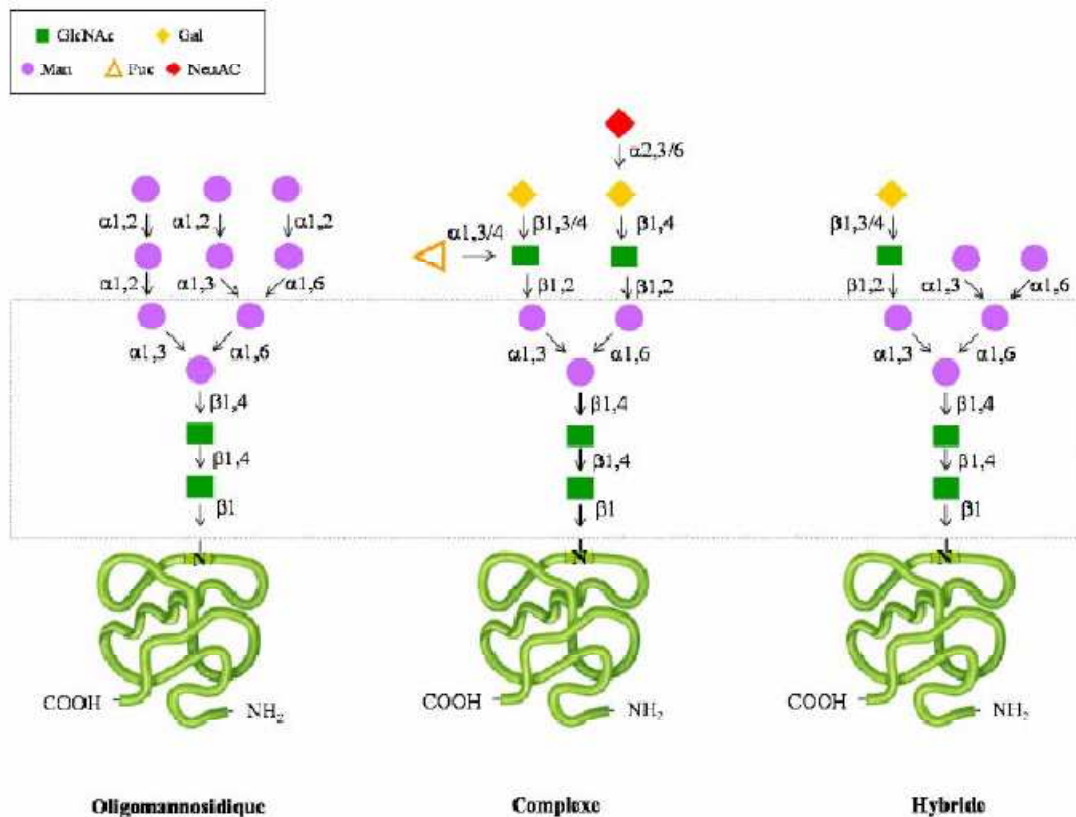 GlcNAc Gal
Man Fuc NeuAC
α2,3/6
α1,2 α1,2 α1,2 α1,3/4 β1,3/4 β1,4 β1,3/4
α1,2 α1,3 α1,6 β1,2 β1,2 β1,2 α1,3 α1,6
α1,3 α1,6 α1,3 α1,6 α1,3 α1,6
β1,4 β1,4 β1,4
β1,4 β1,4 β1,4
β1 β1 β1
N N N
COOH NH2 COOH NH2 COOH NH2
Oligomannosidique Complexe Hybride